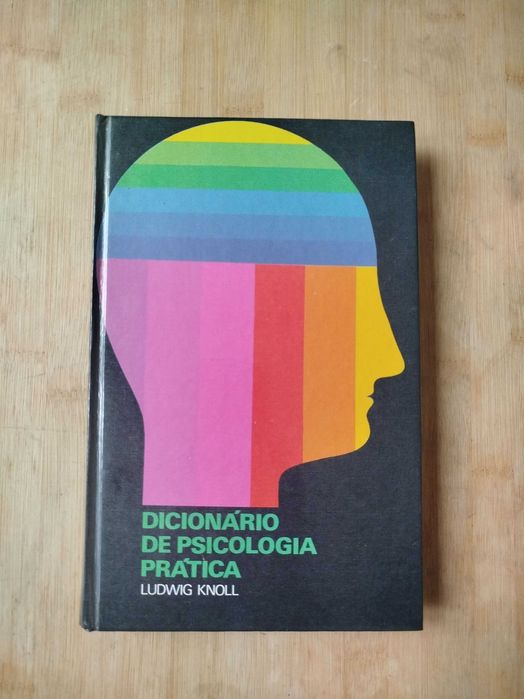 DICIONÁRIO
DE PSICOLOGIA
PRÁTICA
LUDWIG KNOLL